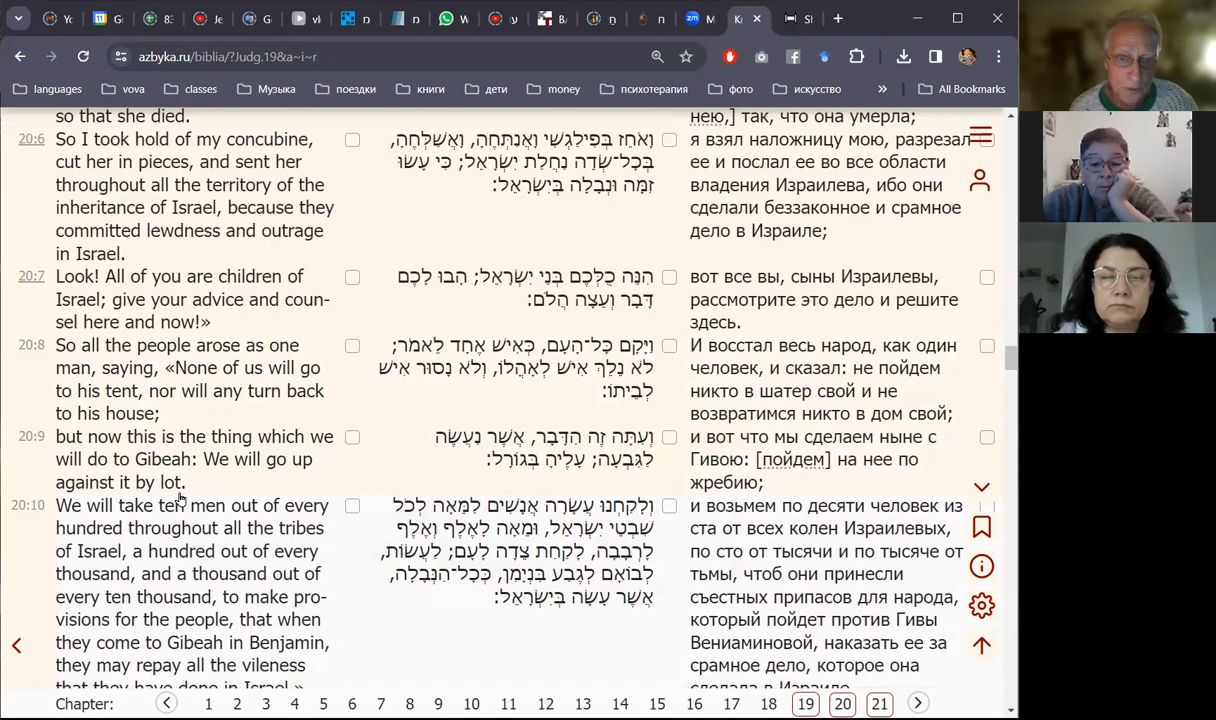 azbyka.ru/biblia/?Judg.19&a~i~r
languages
vova
classes
Музыка
поездки
книги
дети
money
психотерапия
фото
искусство
»
All Bookmarks
so that she died.
20:6 So I took hold of my concubine,
cut her in pieces, and sent her
throughout all the territory of the
inheritance of Israel, because they
committed lewdness and outrage
in Israel.
20:7 Look! All of you are children of
Israel; give your advice and coun-
sel here and now!»
20:8 So all the people arose as one
man, saying, «None of us will go
to his tent, nor will any turn back
to his house;
20:9 but now this is the thing which we
will do to Gibeah: We will go up
against it by lot.
20:10 We will take ten men out of every
hundred throughout all the tribes
of Israel, a hundred out of every
thousand, and a thousand out of
every ten thousand, to make pro-
visions for the people, that when
they come to Gibeah in Benjamin,
they may repay all the vileness
that they have done in Israel.»
וָאֹחֵז בְּפִילַגְשִׁי וָאֲנַתְּחֶהָ, וָאֲשַׁלְּחֶהָ,
בְּכָל־שְׂדֵה נַחֲלַת יִשְׂרָאֵל; כִּי עָשׂוּ
זִמָּה וּנְבָלָה בְּיִשְׂרָאֵל:
הִנֵּה כֻלְּכֶם בְּנֵי יִשְׂרָאֵל; הָבוּ לָכֶם
דָּבָר וְעֵצָה הֲלֹם:
וַיָּקָם כָּל־הָעָם, כְּאִישׁ אֶחָד לֵאמֹר;
לֹא נֵלֵךְ אִישׁ לְאָהֳלוֹ, וְלֹא נָסוּר אִישׁ
לְבֵיתוֹ:
וְעַתָּה זֶה הַדָּבָר, אֲשֶׁר נַעֲשֶׂה
לַגִּבְעָה; עָלֶיהָ בְּגוֹרָל:
וְלָקַחְנוּ עֲשָׂרָה אֲנָשִׁים לַמֵּאָה לְכֹל
שִׁבְטֵי יִשְׂרָאֵל, וּמֵאָה לָאֶלֶף וְאֶלֶף
לָרְבָבָה, לָקַחַת צֵדָה לָעָם; לַעֲשׂוֹת,
לְבוֹאָם לְגֶבַע בִּנְיָמִן, כְּכָל־הַנְּבָלָה,
אֲשֶׁר עָשָׂה בְּיִשְׂרָאֵל:
нею,] так, что она умерла;
я взял наложницу мою, разрезал
ее и послал ее во все области
владения Израилева, ибо они
сделали беззаконное и срамное
дело в Израиле;
вот все вы, сыны Израилевы,
рассмотрите это дело и решите
здесь.
И восстал весь народ, как один
человек, и сказал: не пойдем
никто в шатер свой и не
возвратимся никто в дом свой;
и вот что мы сделаем ныне с
Гивою: [пойдем] на нее по
жребию;
и возьмем по десяти человек из
ста от всех колен Израилевых,
по сто от тысячи и по тысяче от
тьмы, чтоб они принесли
съестных припасов для народа,
который пойдет против Гивы
Вениаминовой, наказать ее за
срамное дело, которое она
сделала в Израиле.
Chapter: 1 2 3 4 5 6 7 8 9 10 11 12 13 14 15 16 17 18 19 20 21